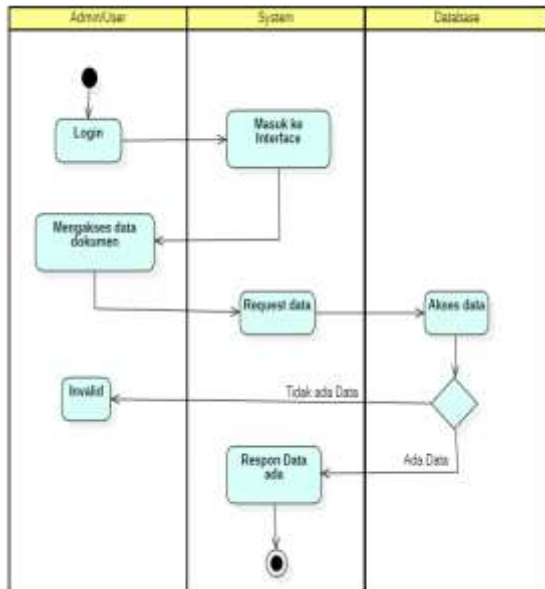 Admin/User
System
Database
Login
Masuk ke
Interface
Mengakses data
dokumen
Request data
Akses data
Invalid
Tidak ada Data
Respon Data
ada
Ada Data